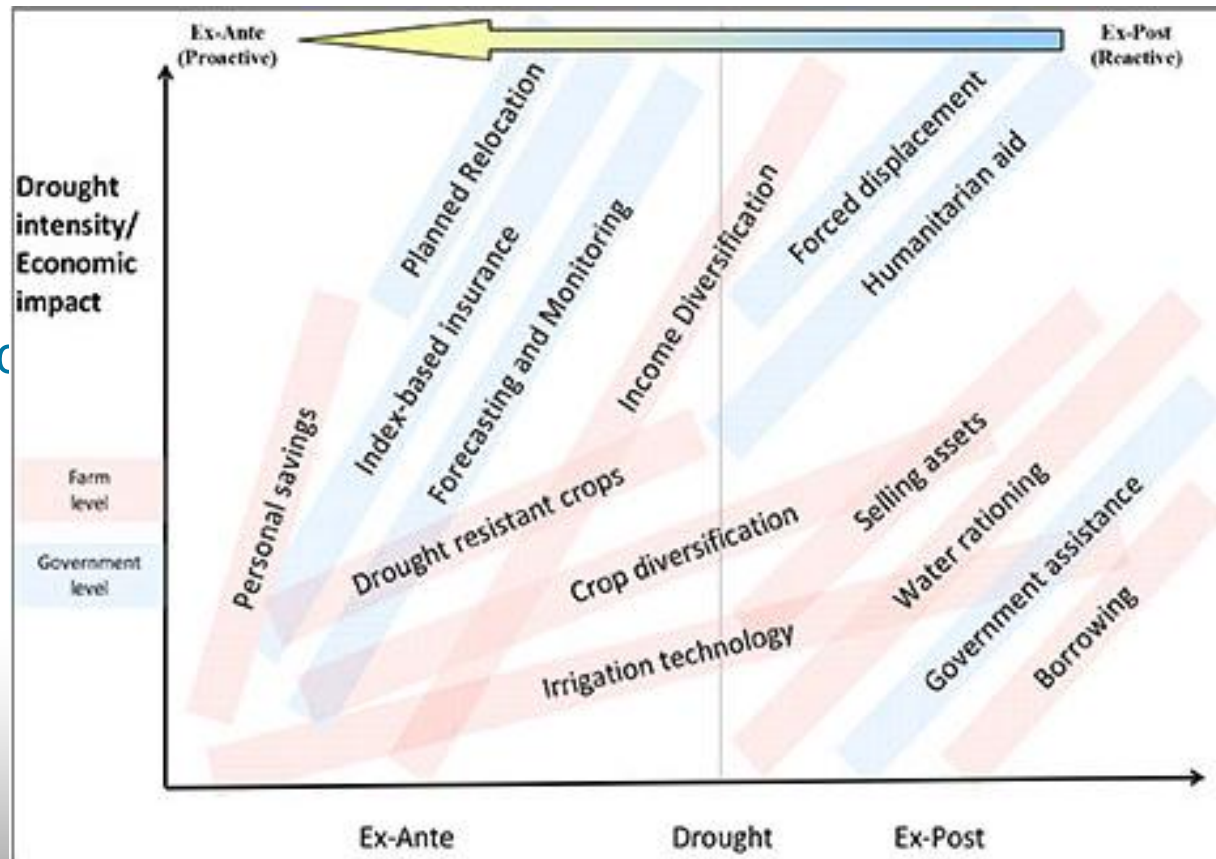 Ex-Ante
(Proactive)
Ex-Post
(Reactive)
Drought
intensity/
Economic
impact
Farm
level
Government
level
Personal savings
Planned Relocation
Index-based insurance
Forecasting and Monitoring
Income Diversification
Forced displacement
Humanitarian aid
Drought resistant crops
Crop diversification
Irrigation technology
Selling assets
Water rationing
Government assistance
Borrowing
Ex-Ante
Drought
Ex-Post